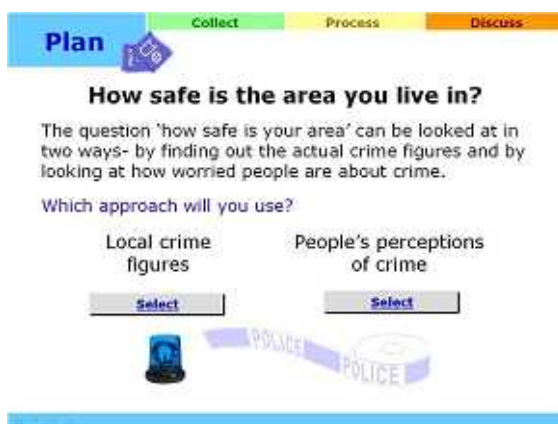 Collect Process Discuss
Plan
How safe is the area you live in?
The question 'how safe is your area' can be looked at in
two ways- by finding out the actual crime figures and by
looking at how worried people are about crime.
Which approach will you use?
Local crime
figures
People's perceptions
of crime
Select
Select
POLICE
POLICE